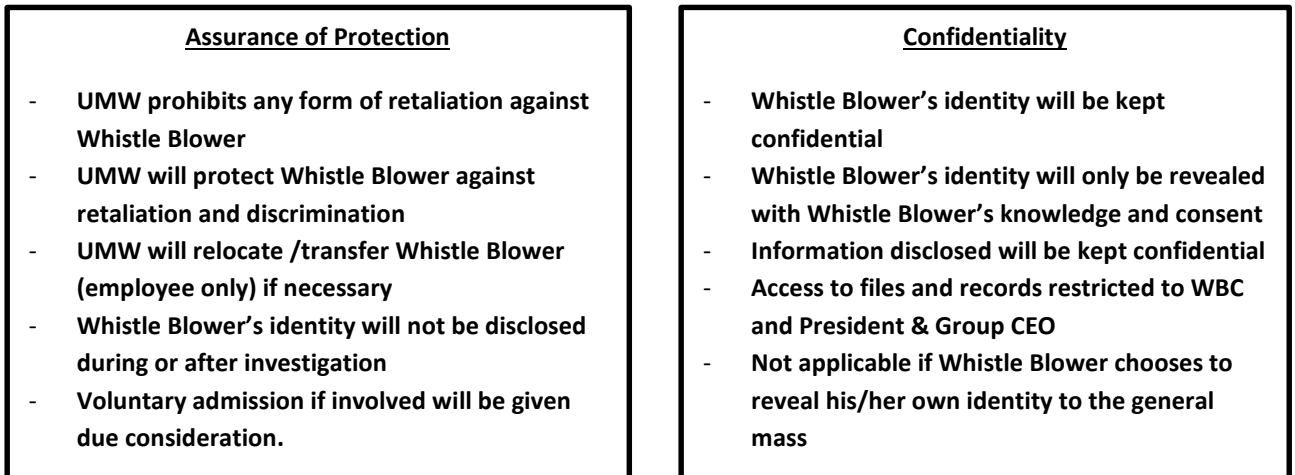 Assurance of Protection
- UMW prohibits any form of retaliation against
Whistle Blower
- UMW will protect Whistle Blower against
retaliation and discrimination
- UMW will relocate /transfer Whistle Blower
(employee only) if necessary
- Whistle Blower’s identity will not be disclosed
during or after investigation
- Voluntary admission if involved will be given
due consideration.
Confidentiality
- Whistle Blower’s identity will be kept
confidential
- Whistle Blower’s identity will only be revealed
with Whistle Blower’s knowledge and consent
- Information disclosed will be kept confidential
- Access to files and records restricted to WBC
and President & Group CEO
- Not applicable if Whistle Blower chooses to
reveal his/her own identity to the general
mass